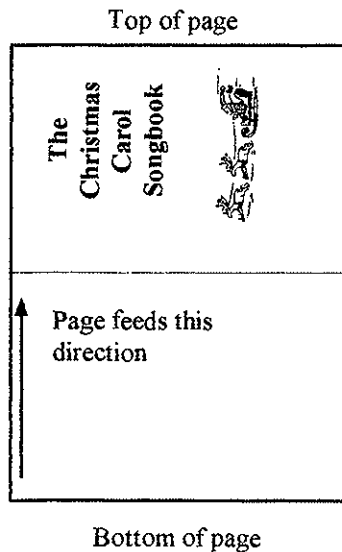 Top of page
The
Christmas
Carol
Songbook
Page feeds this
direction
Bottom of page